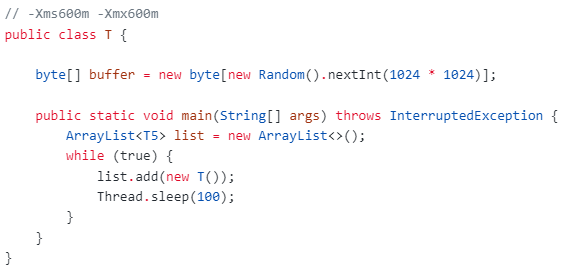 // -Xms600m -Xmx600m
public class T {
byte[] buffer = new byte[new Random().nextInt(1024 * 1024)];
public static void main(String[] args) throws InterruptedException {
ArrayList<T5> list = new ArrayList<>();
while (true) {
list.add(new T());
Thread.sleep(100);
}
}
}